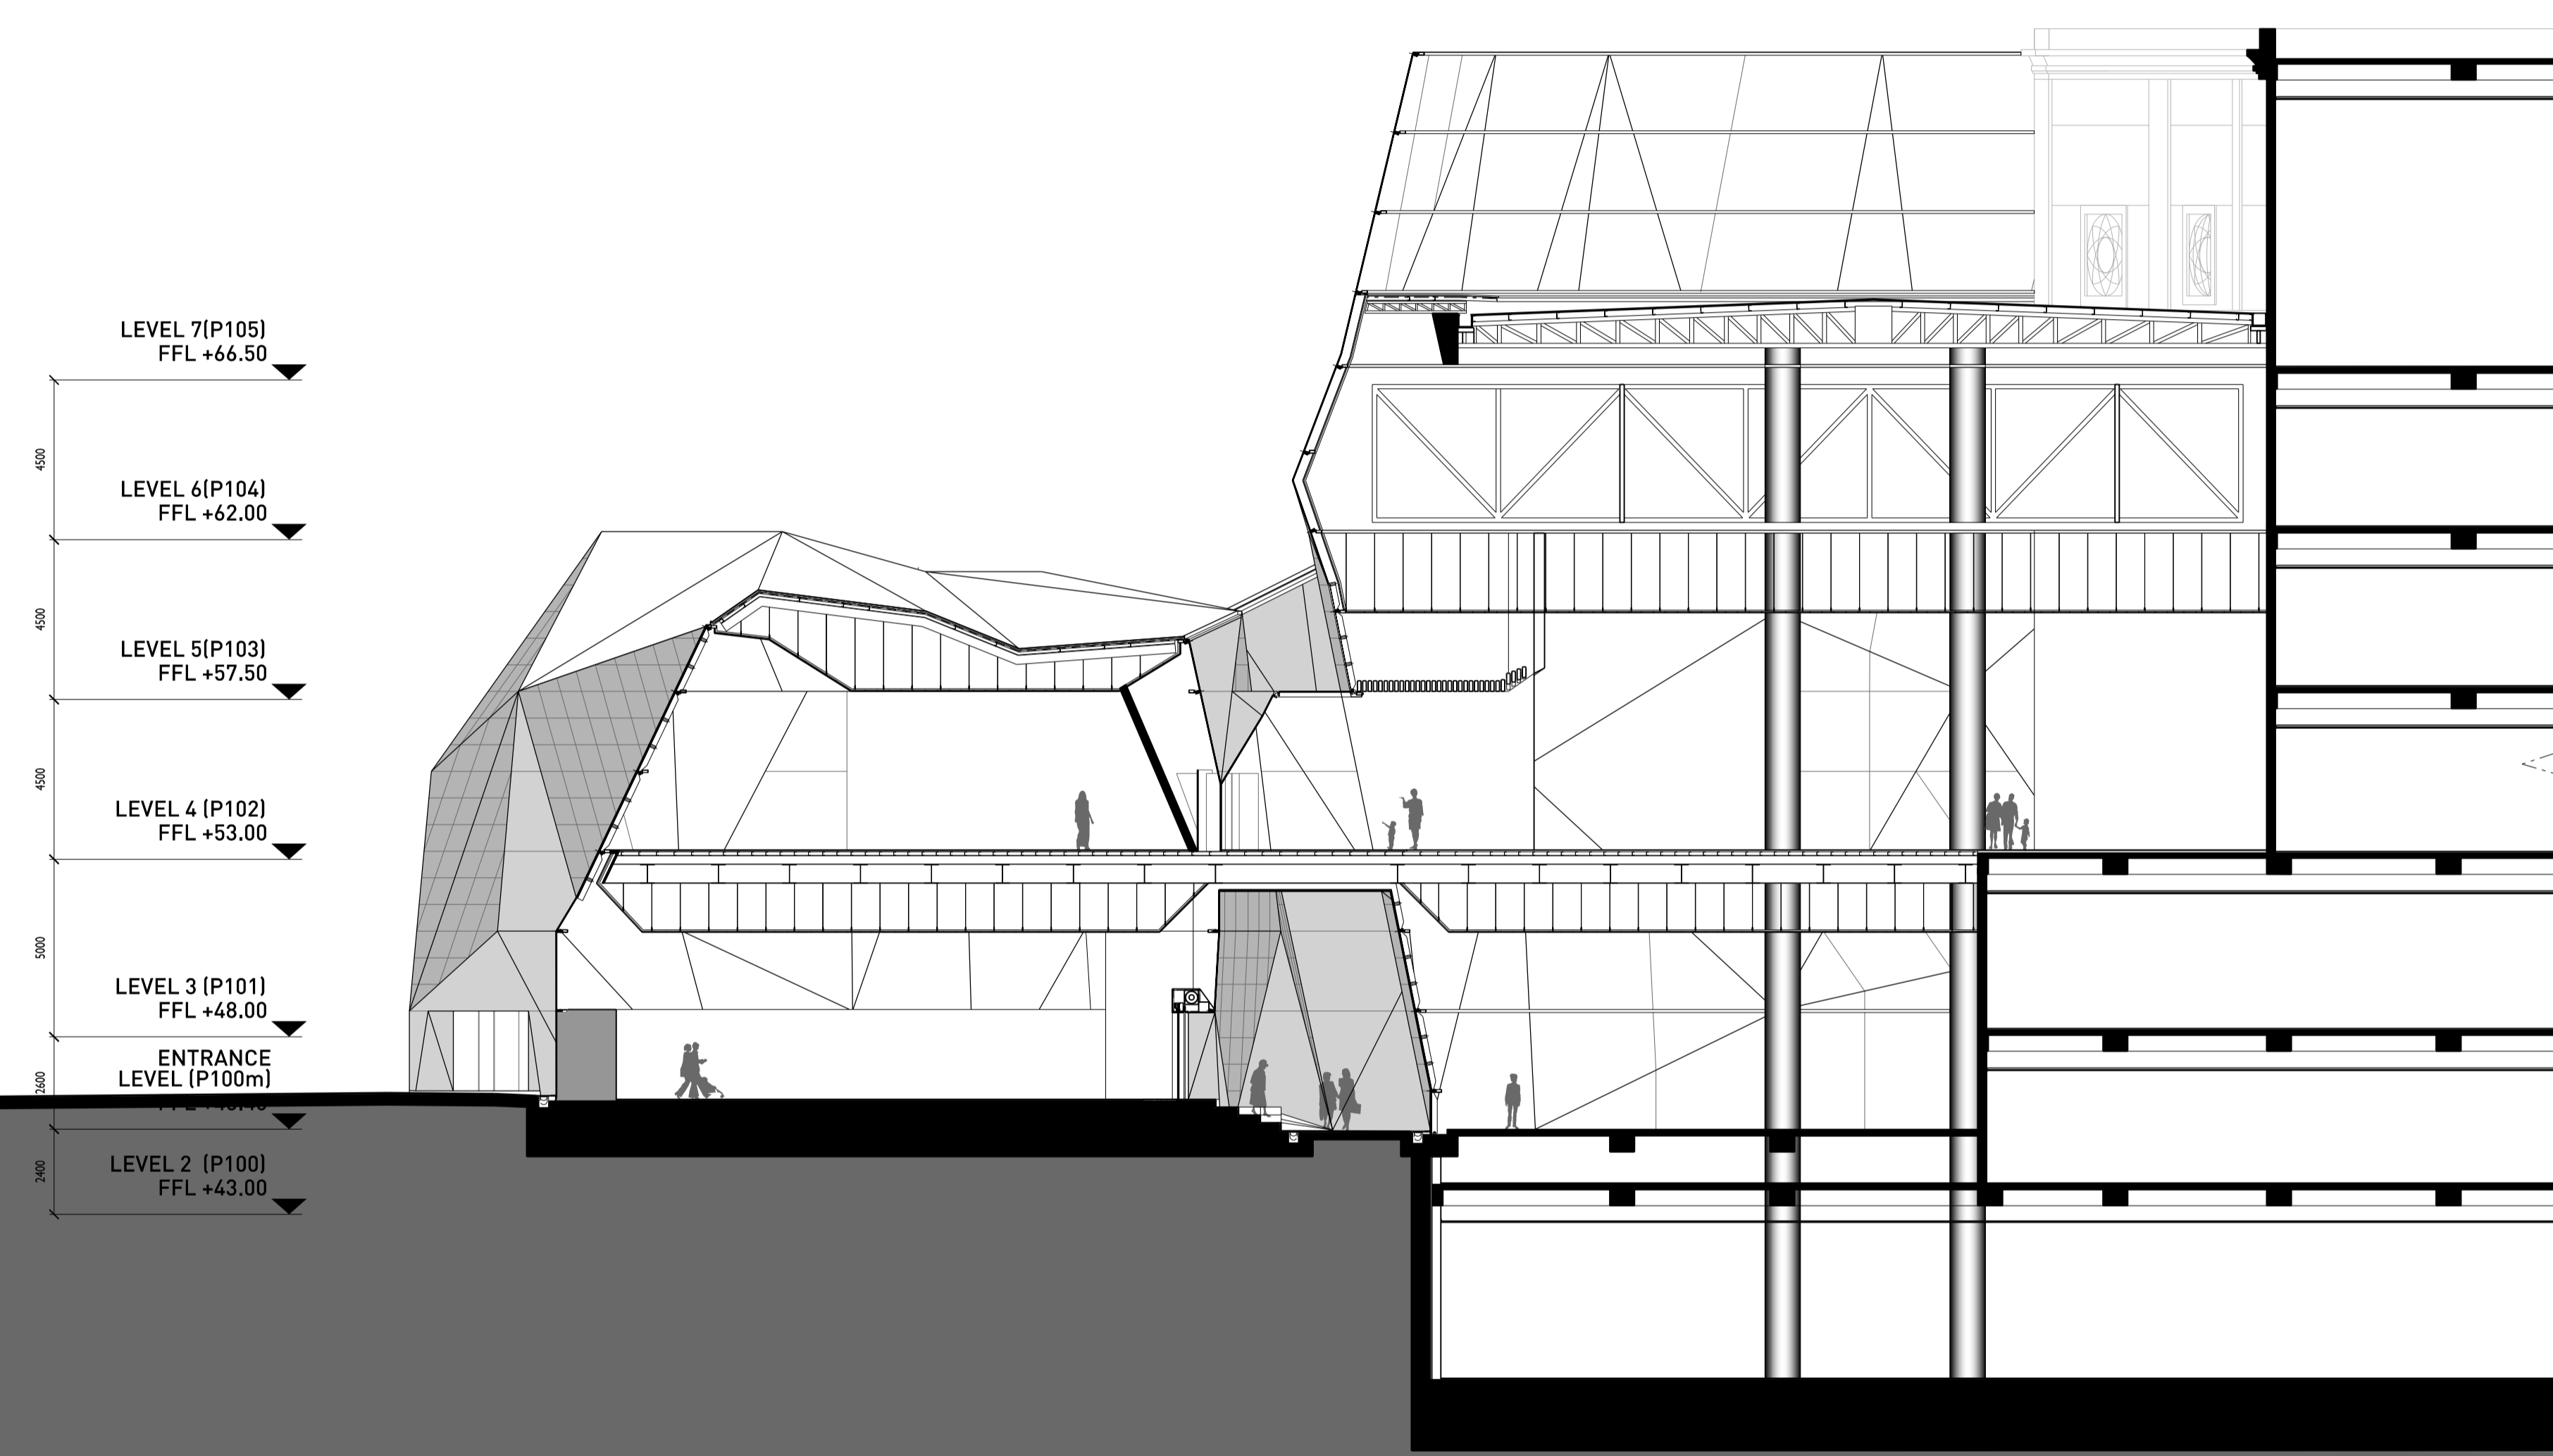 LEVEL 7(P105)
FFL +66.50
4500
LEVEL 6(P104)
FFL +62.00
4500
LEVEL 5(P103)
FFL +57.50
4500
LEVEL 4 (P102)
FFL +53.00
5000
LEVEL 3 (P101)
FFL +48.00
ENTRANCE
LEVEL (P100m)
2600
2400
LEVEL 2 (P100)
FFL +43.00